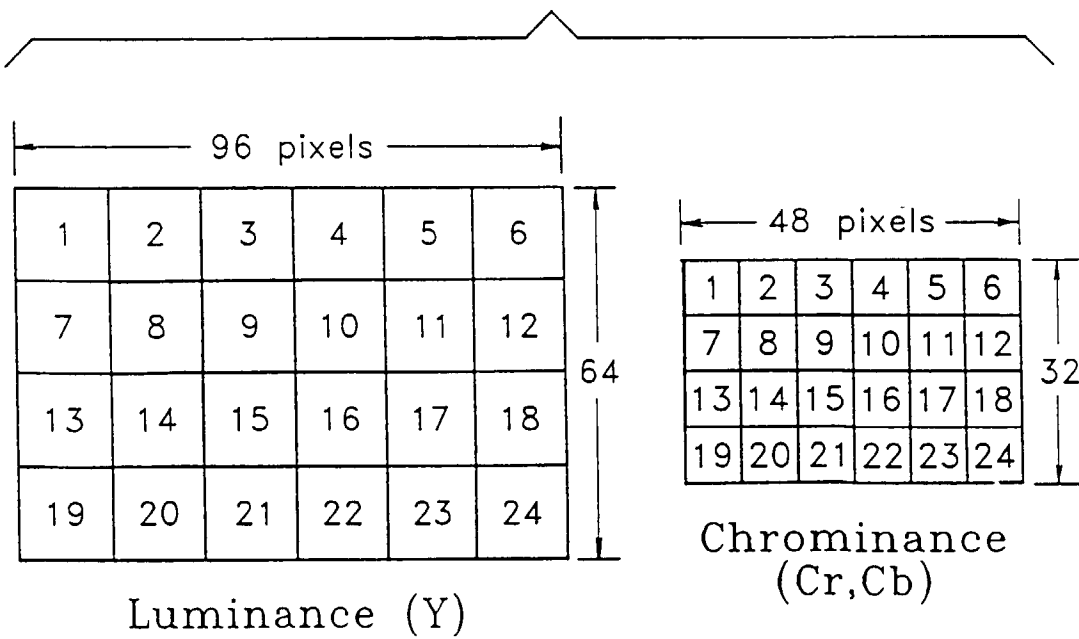 96 pixels
1 2 3 4 5 6
7 8 9 10 11 12
13 14 15 16 17 18
19 20 21 22 23 24
64
Luminance (Y)
48 pixels
1 2 3 4 5 6
7 8 9 10 11 12
13 14 15 16 17 18
19 20 21 22 23 24
32
Chrominance
(Cr,Cb)